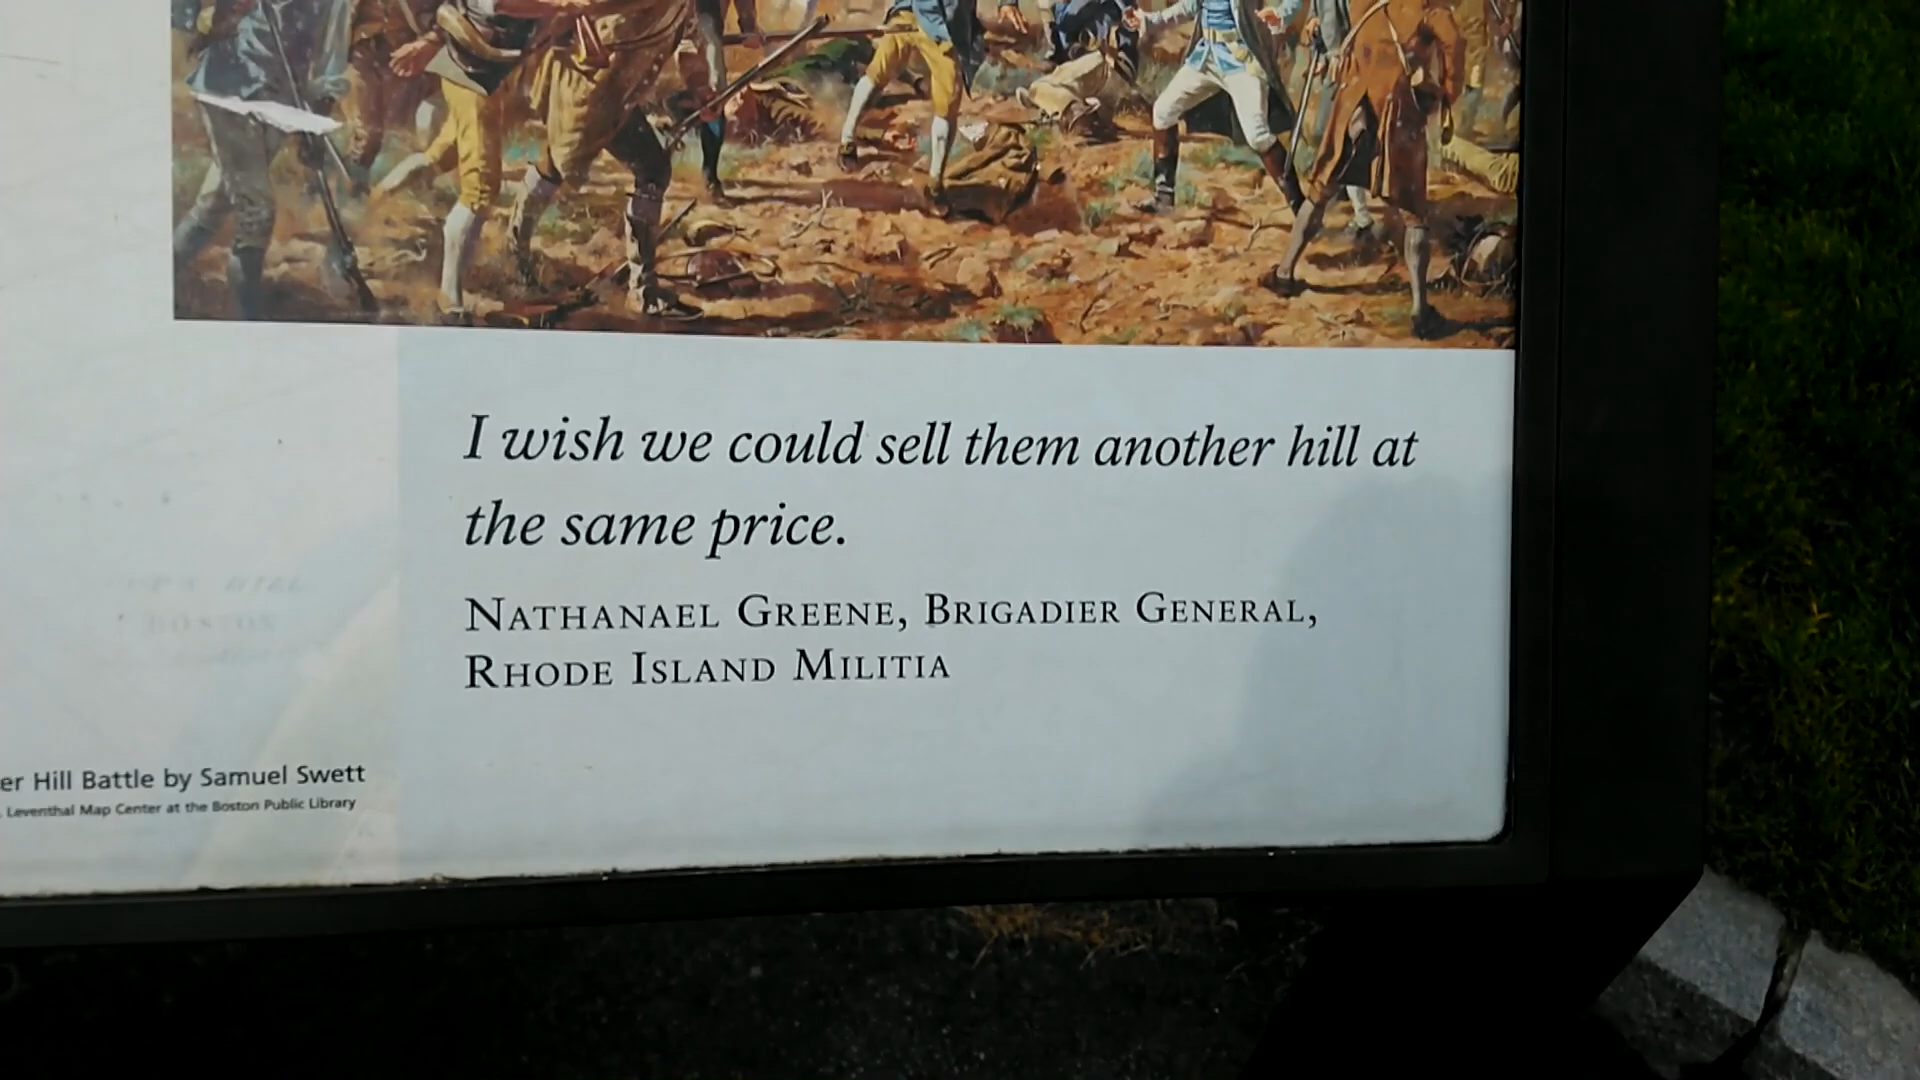 I wish we could sell them another hill at
the same price.
NATHANAEL GREENE, BRIGADIER GENERAL,
RHODE ISLAND MILITIA
er Hill Battle by Samuel Swett
Leventhal Map Center at the Boston Public Library